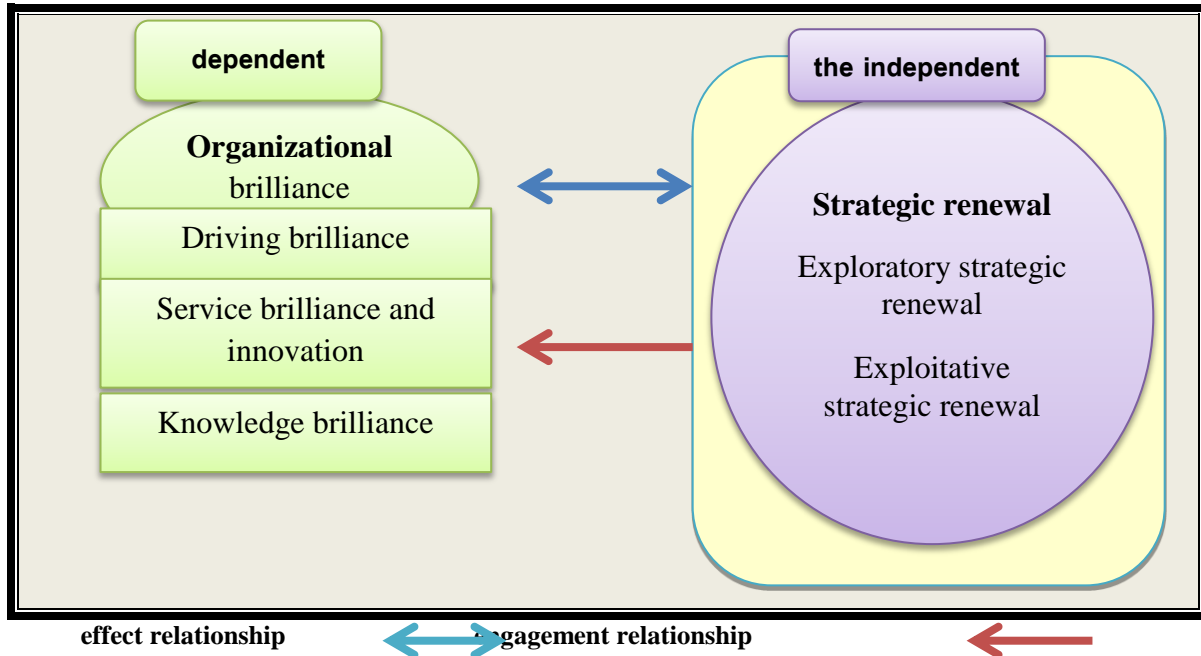 dependent
Organizational
brilliance
Driving brilliance
Service brilliance and
innovation
Knowledge brilliance
the independent
Strategic renewal
Exploratory strategic
renewal
Exploitative
strategic renewal
effect relationship
engagement relationship